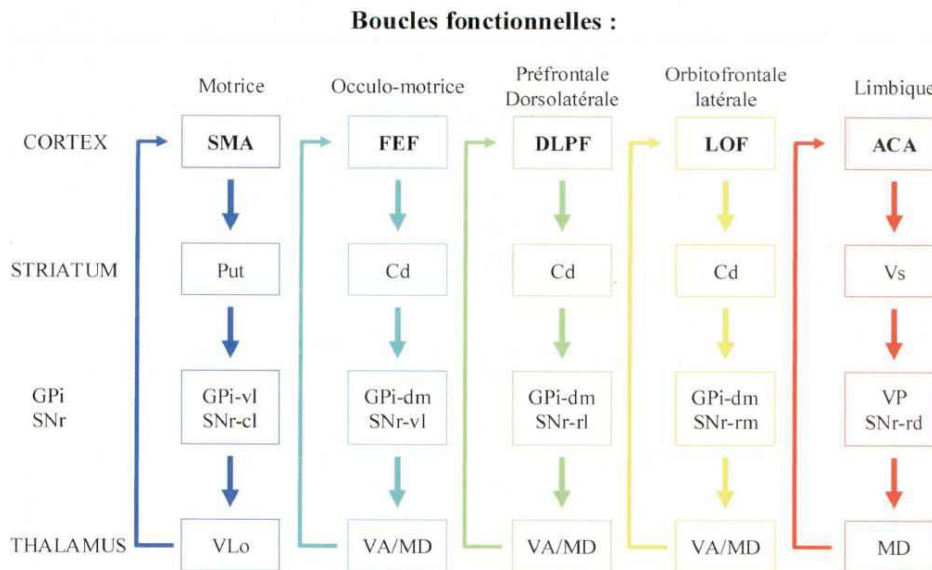 Boucles fonctionnelles :
Motrice
Occulo-motrice
Préfrontale
Dorsolatérale
Orbitofrontale
latérale
Limbique
CORTEX
SMA
FEF
DLPF
LOF
ACA
STRIATUM
Put
Cd
Cd
Cd
Vs
GPi
SNr
GPi-vl
SNr-cl
GPi-dm
SNr-vl
GPi-dm
SNr-rl
GPi-dm
SNr-rm
VP
SNr-rd
THALAMUS
VLo
VA/MD
VA/MD
VA/MD
MD